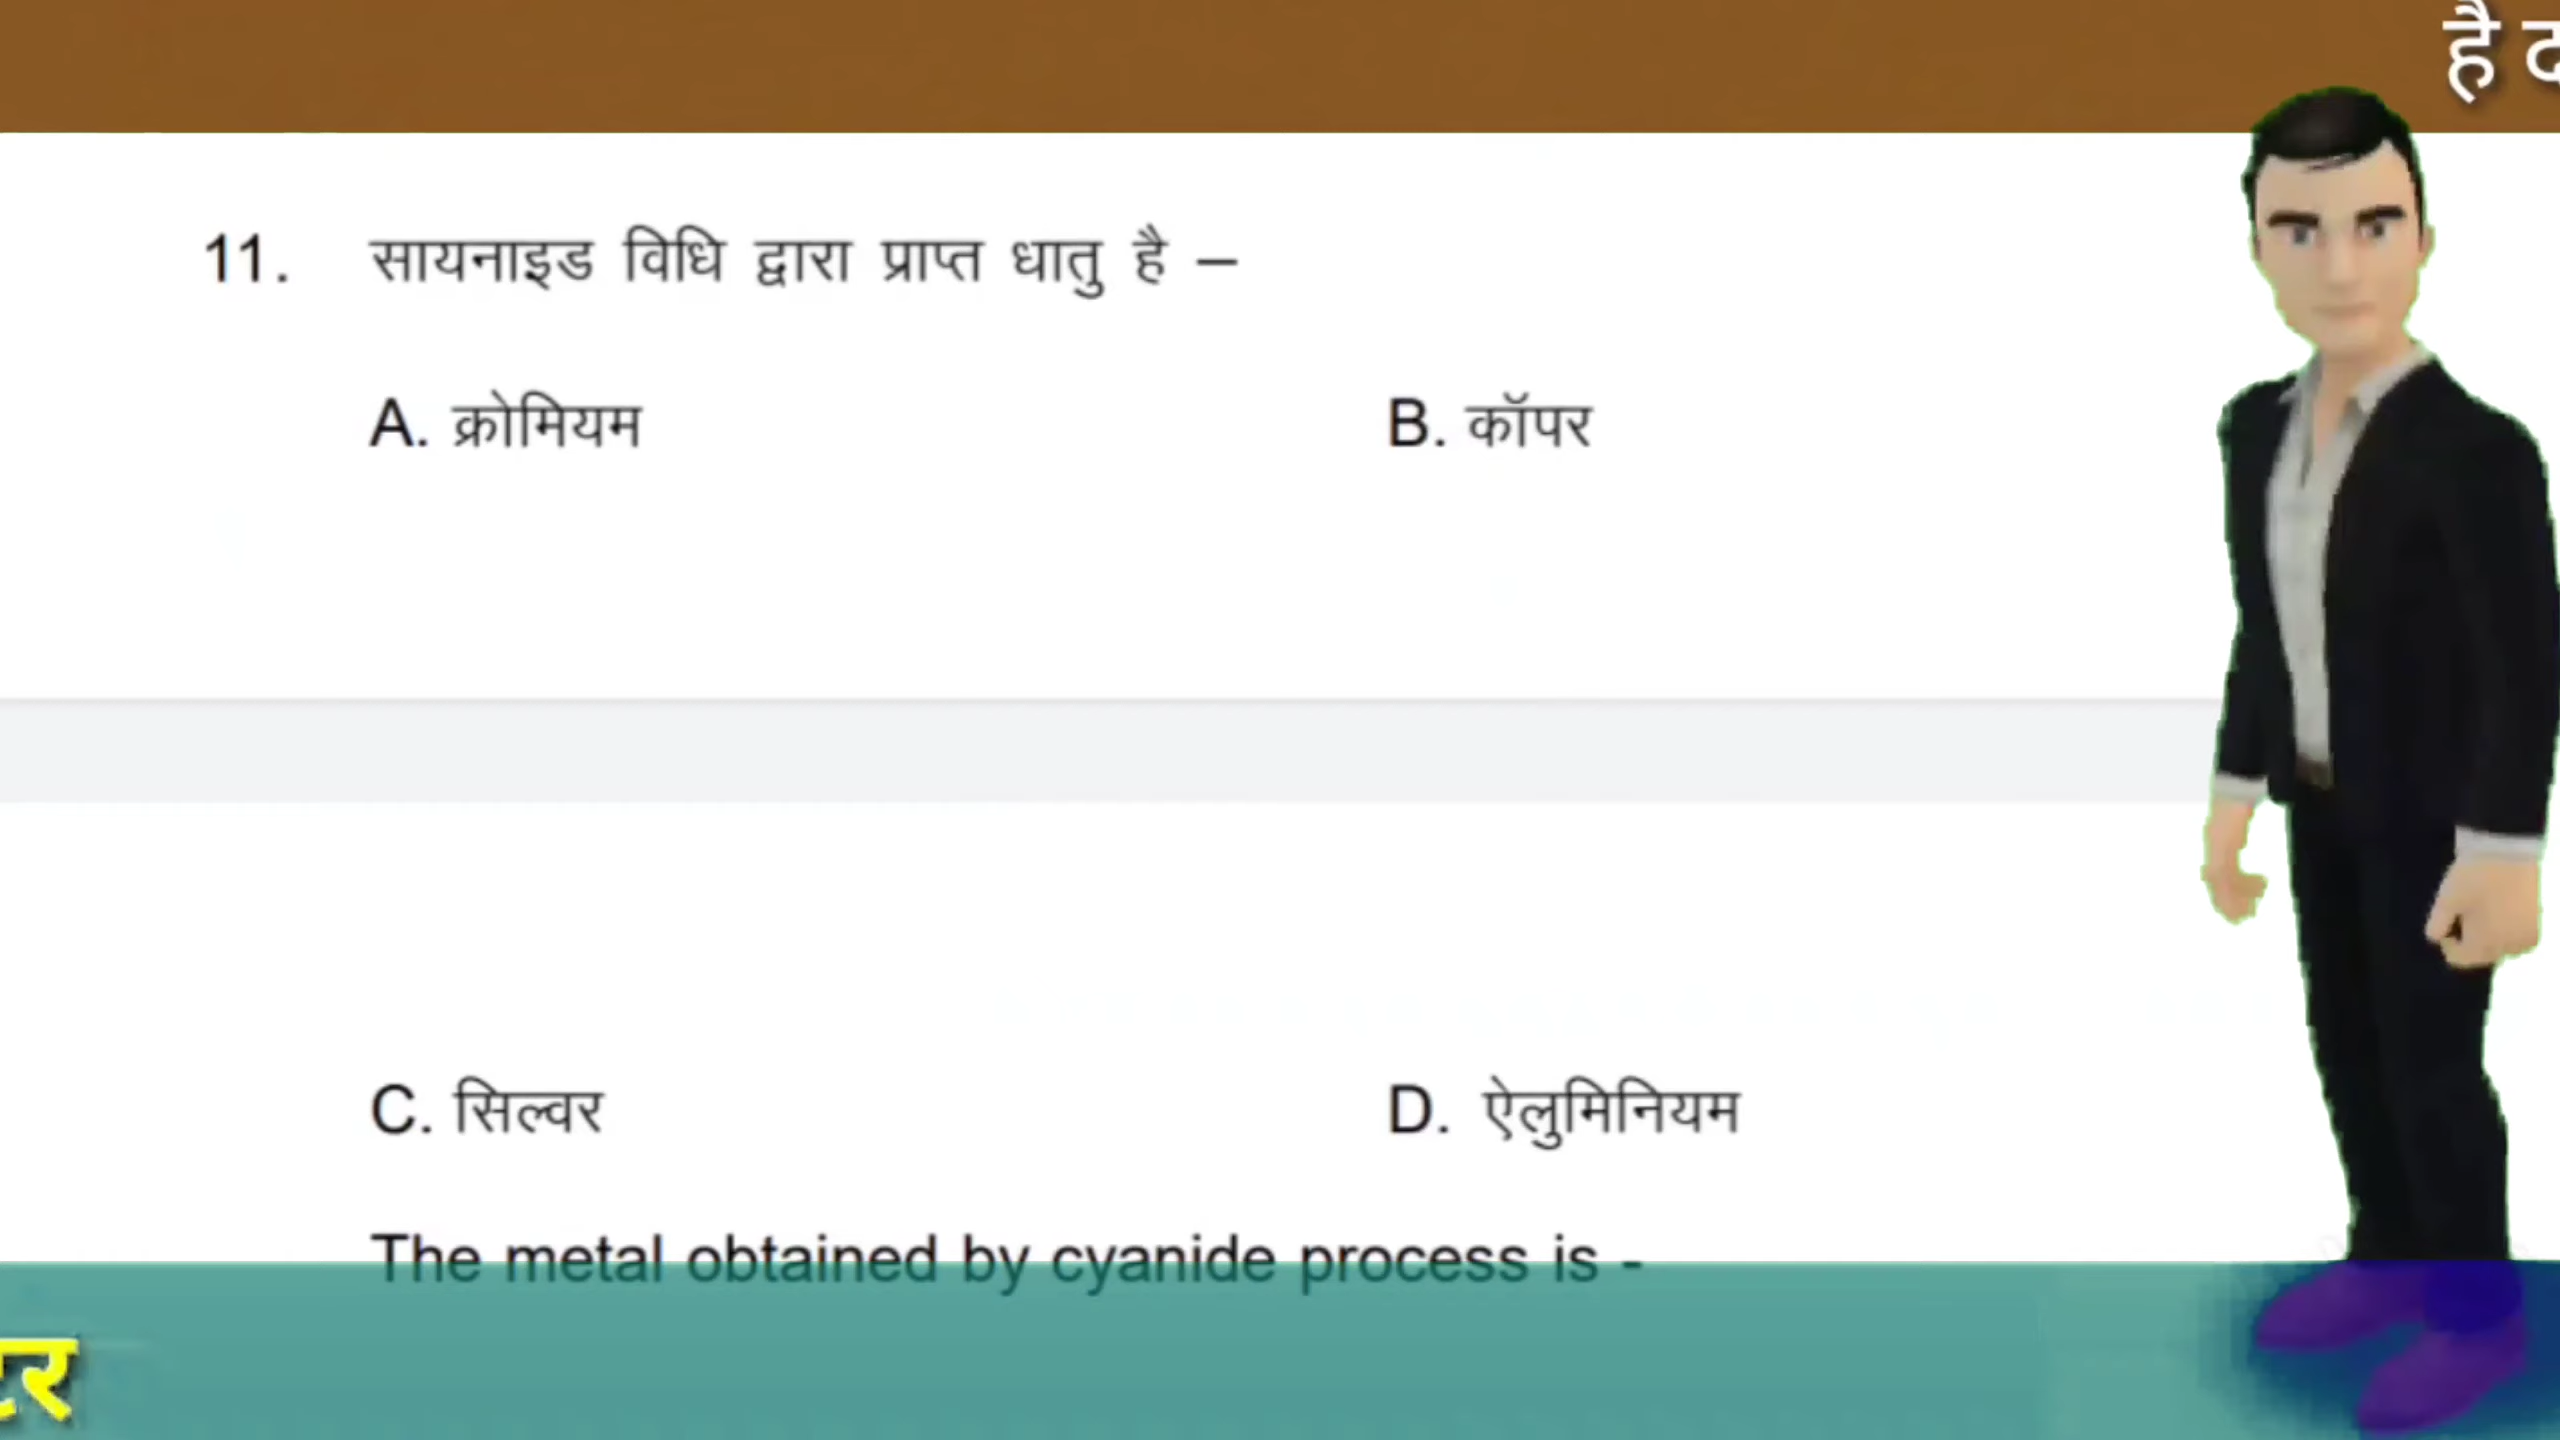 है
11. सायनाइड विधि द्वारा प्राप्त धातु है –
A. क्रोमियम B. कॉपर
C. सिल्वर D. ऐलुमिनियम
The metal obtained by cyanide process is -